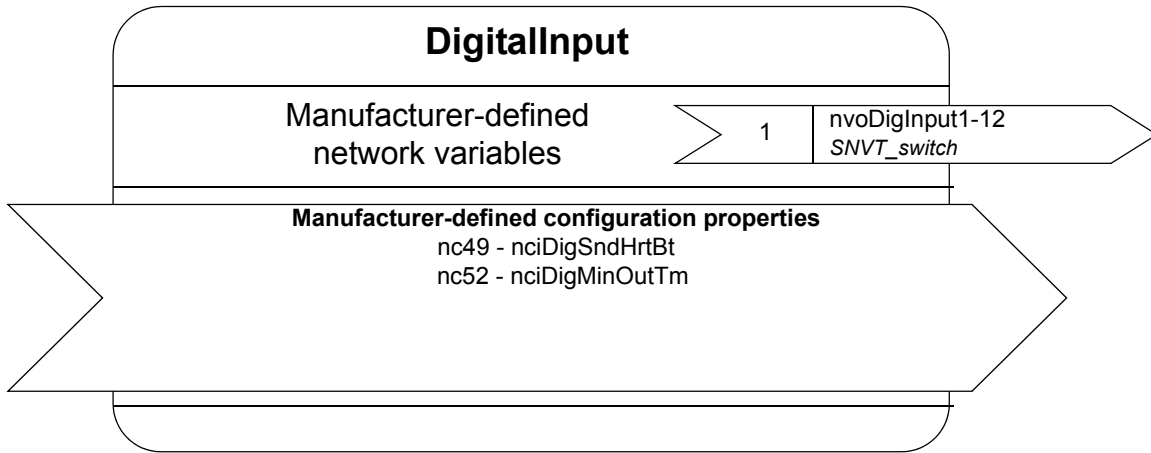 DigitalInput
Manufacturer-defined
network variables
1
nvoDigInput1-12
SNVT_switch
Manufacturer-defined configuration properties
nc49 - nciDigSndHrtBt
nc52 - nciDigMinOutTm